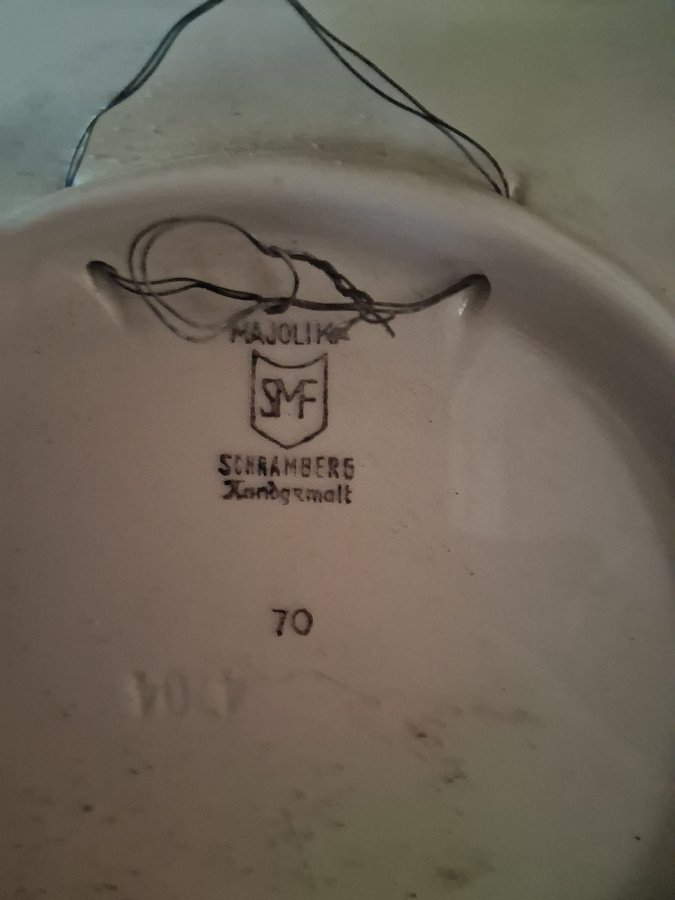 MAJOLIKA
SMF
SCHRAMBERG
Handgemalt
70